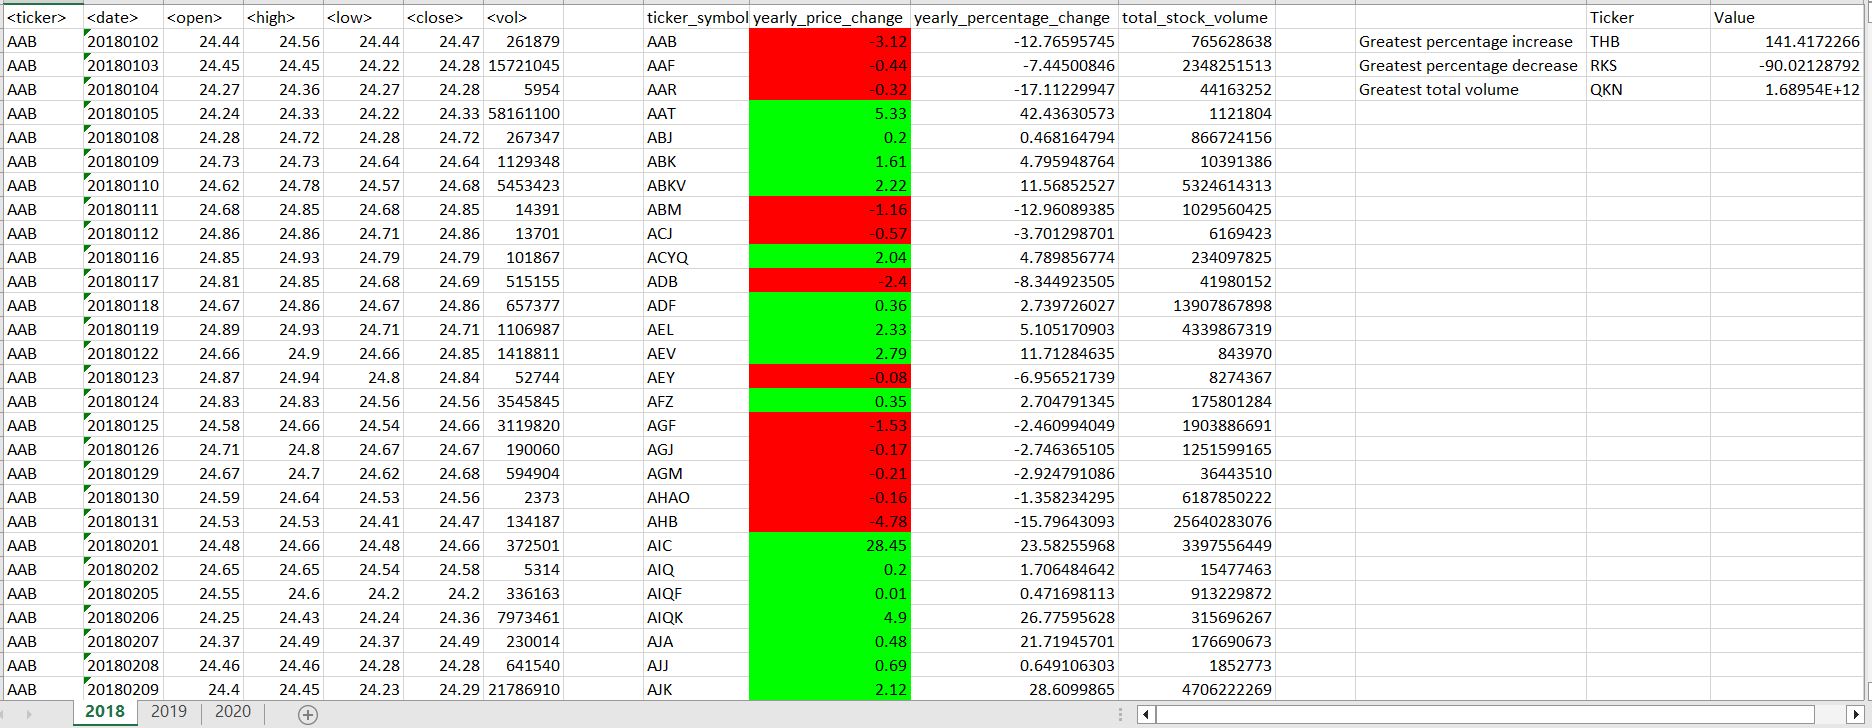 <ticker> <date> <open> <high> <low> <close> <vol> ticker_symbol yearly_price_change yearly_percentage_change total_stock_volume Ticker Value
AAB 20180102 24.44 24.56 24.44 24.47 261879 AAB -3.12 -12.76595745 765628638 Greatest percentage increase THB 141.4172266
AAB 20180103 24.45 24.45 24.22 24.28 15721045 AAF -0.44 -7.44500846 2348251513 Greatest percentage decrease RKS -90.02128792
AAB 20180104 24.27 24.36 24.27 24.28 5954 AAR -0.32 -17.11229947 44163252 Greatest total volume QKN 1.68954E+12
AAB 20180105 24.24 24.33 24.22 24.33 58161100 AAT 5.33 42.43630573 1121804
AAB 20180108 24.28 24.72 24.28 24.72 267347 ABJ 0.2 0.468164794 866724156
AAB 20180109 24.73 24.73 24.64 24.64 1129348 ABK 1.61 4.795948764 10391386
AAB 20180110 24.62 24.78 24.57 24.68 5453423 ABKV 2.22 11.56852527 5324614313
AAB 20180111 24.68 24.85 24.68 24.85 14391 ABM -1.16 -12.96089385 1029560425
AAB 20180112 24.86 24.86 24.71 24.86 13701 ACJ -0.57 -3.701298701 6169423
AAB 20180116 24.85 24.93 24.79 24.79 101867 ACYQ 2.04 4.789856774 234097825
AAB 20180117 24.81 24.85 24.68 24.69 515155 ADB -2.4 -8.344923505 41980152
AAB 20180118 24.67 24.86 24.67 24.86 657377 ADF 0.36 2.739726027 13907867898
AAB 20180119 24.89 24.93 24.71 24.71 1106987 AEL 2.33 5.105170903 4339867319
AAB 20180122 24.66 24.9 24.66 24.85 1418811 AEV 2.79 11.71284635 843970
AAB 20180123 24.87 24.94 24.8 24.84 52744 AEY -0.08 -6.956521739 8274367
AAB 20180124 24.83 24.83 24.56 24.56 3545845 AFZ 0.35 2.704791345 175801284
AAB 20180125 24.58 24.66 24.54 24.66 3119820 AGF -1.53 -2.460994049 1903886691
AAB 20180126 24.71 24.8 24.67 24.67 190060 AGJ -0.17 -2.746365105 1251599165
AAB 20180129 24.67 24.7 24.62 24.68 594904 AGM -0.21 -2.924791086 36443510
AAB 20180130 24.59 24.64 24.53 24.56 2373 AHAO -0.16 -1.358234295 6187850222
AAB 20180131 24.53 24.53 24.41 24.47 134187 AHB -4.78 -15.79643093 25640283076
AAB 20180201 24.48 24.66 24.48 24.66 372501 AIC 28.45 23.58255968 3397556449
AAB 20180202 24.65 24.65 24.54 24.58 5314 AIQ 0.2 1.706484642 15477463
AAB 20180205 24.55 24.6 24.2 24.2 336163 AIQF 0.01 0.471698113 913229872
AAB 20180206 24.25 24.43 24.24 24.36 7973461 AIQK 4.9 26.77595628 315696267
AAB 20180207 24.37 24.49 24.37 24.49 230014 AJA 0.48 21.71945701 176690673
AAB 20180208 24.46 24.46 24.28 24.28 641540 AJJ 0.69 0.649106303 1852773
AAB 20180209 24.4 24.45 24.23 24.29 21786910 AJK 2.12 28.6099865 4706222269
2018 2019 2020